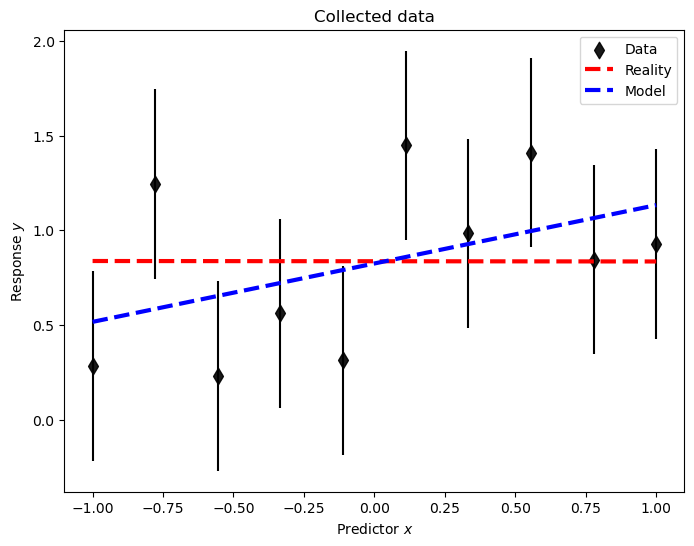 Collected data
Data
Reality
Model
2.0
1.5
1.0
0.5
0.0
Response y
−1.00
−0.75
−0.50
−0.25
0.00
0.25
0.50
0.75
1.00
Predictor x